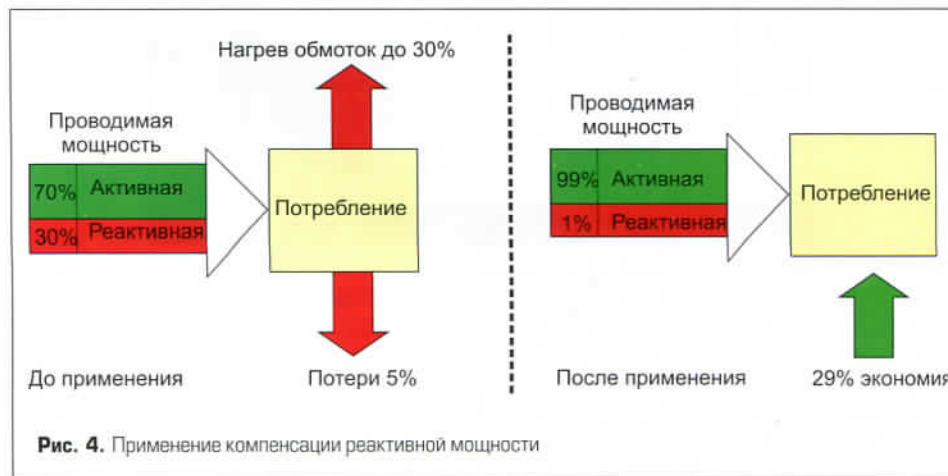 Нагрев обмоток до 30%
Проводимая
мощность
70% Активная
30% Реактивная
Потребление
До применения
Потери 5%
Проводимая
мощность
99% Активная
1% Реактивная
Потребление
После применения
29% экономия
Рис. 4. Применение компенсации реактивной мощности